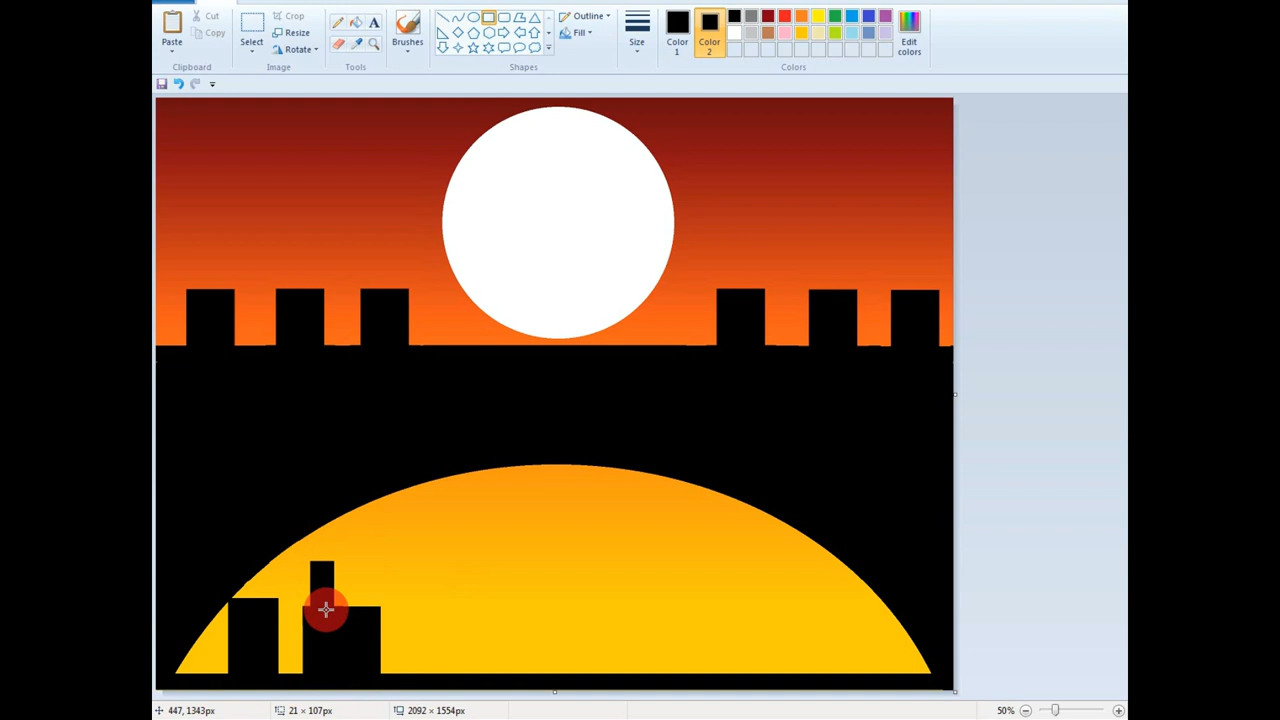 Cut
Copy
Paste
Clipboard
Select
Crop
Resize
Rotate
Image
A
Tools
Brushes
Shapes
Outline
Fill
Size
Color
1
Color
2
Colors
Edit
colors
447, 1343px
21 × 107px
2092 × 1554px
50%